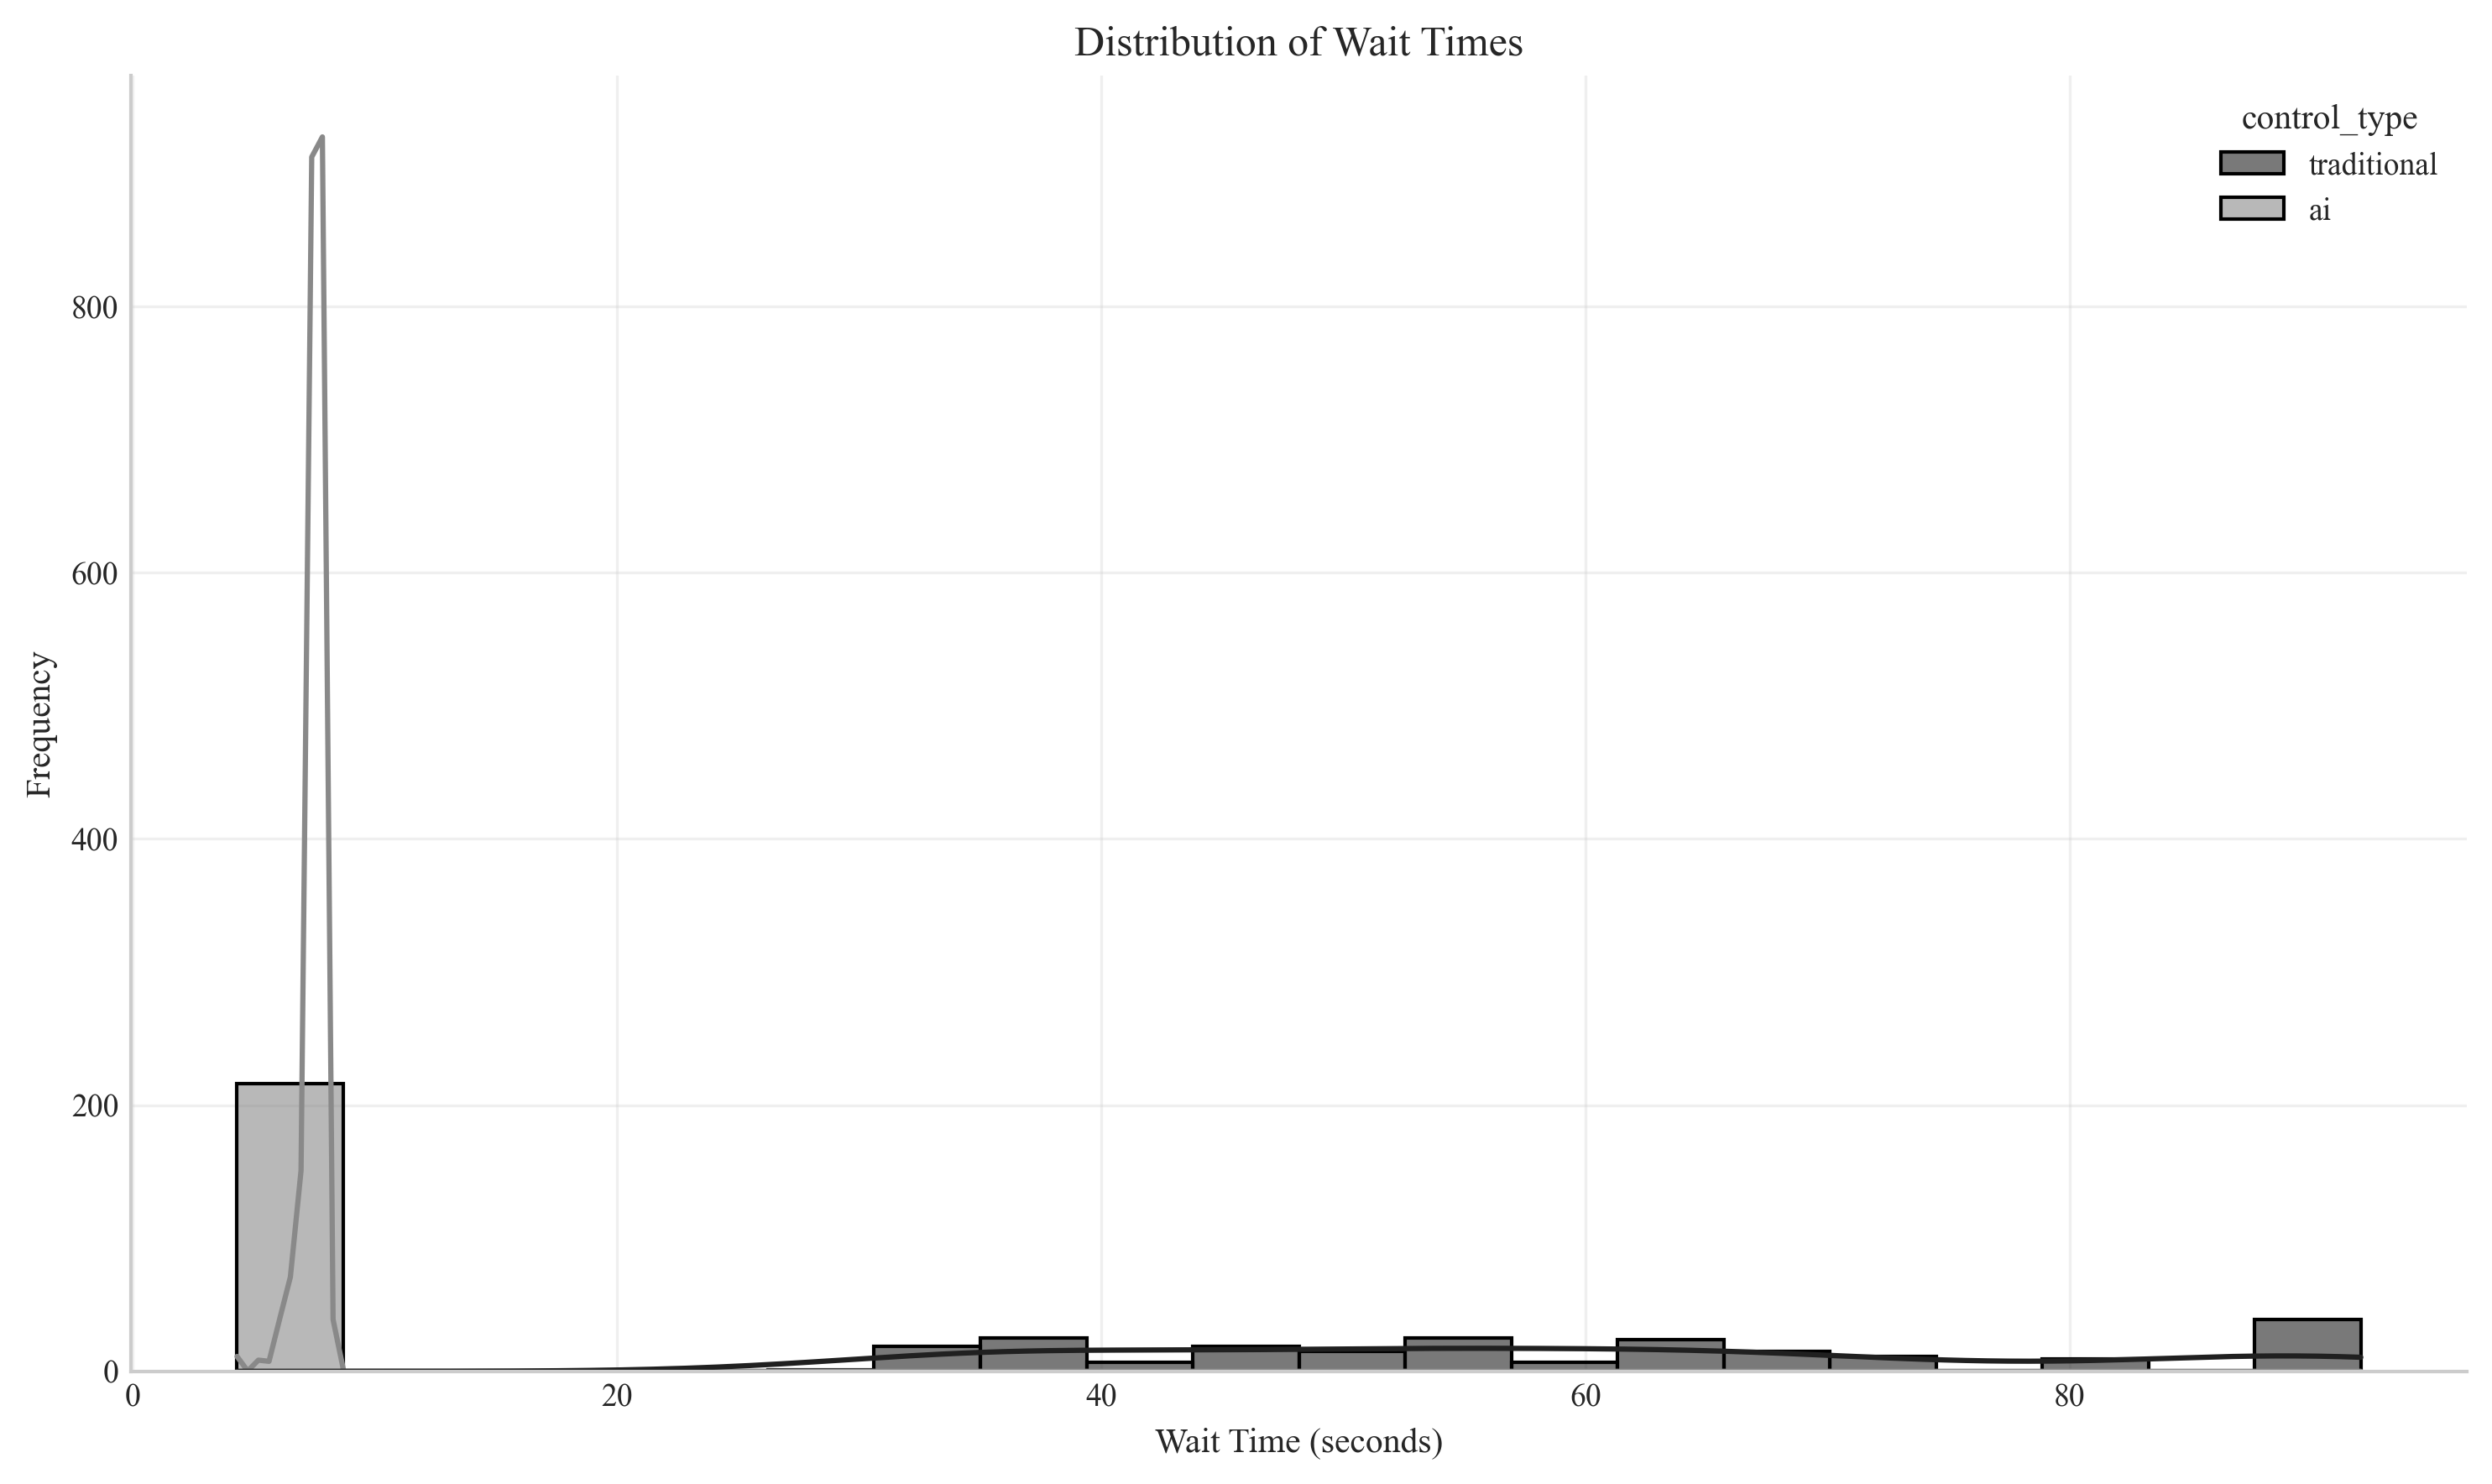 Distribution of Wait Times
control_type
traditional
ai
800
600
400
200
0
Frequency
0 20 40 60 80
Wait Time (seconds)